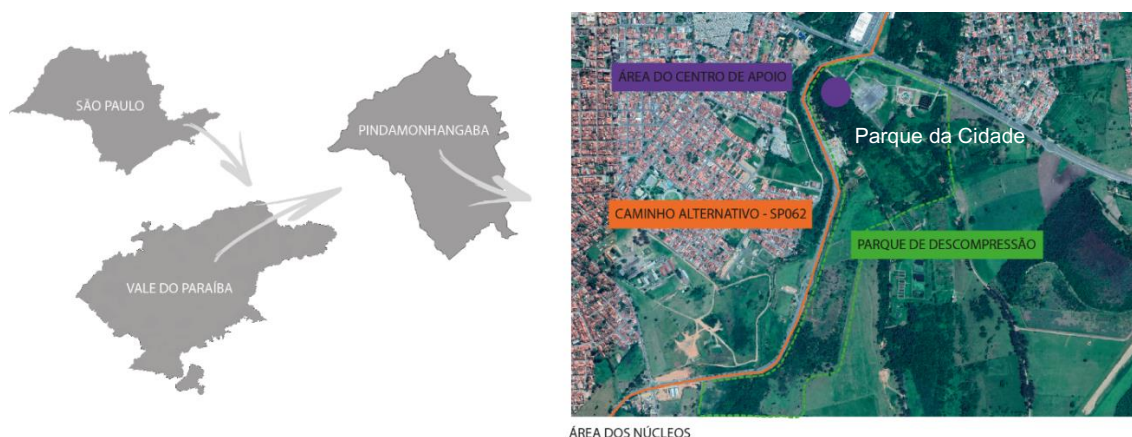 SÃO PAULO
PINDAMONHANGABA
VALE DO PARAÍBA
ÁREA DO CENTRO DE APOIO
Parque da Cidade
CAMINHO ALTERNATIVO - SP062
PARQUE DE DESCOMPRESSÃO
ÁREA DOS NÚCLEOS